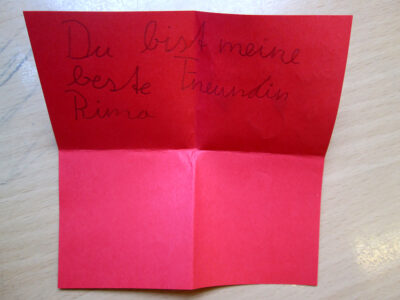 Du bist meine
beste Freundin
Rima